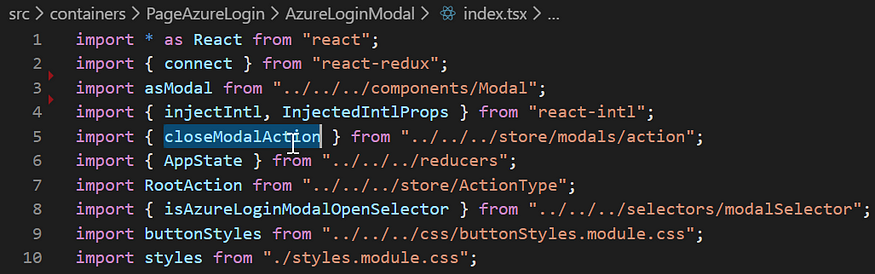 src > containers > PageAzureLogin > AzureLoginModal > index.tsx > ...
1 import * as React from "react";
2 import { connect } from "react-redux";
3 import asModal from "../../../components/Modal";
4 import { injectIntl, InjectedIntlProps } from "react-intl";
5 import { closeModalAction } from "../../../store/modals/action";
6 import { AppState } from "../../../reducers";
7 import RootAction from "../../../store/ActionType";
8 import { isAzureLoginModalOpenSelector } from "../../../selectors/modalSelector";
9 import buttonStyles from "../../../css/buttonStyles.module.css";
10 import styles from "./styles.module.css";